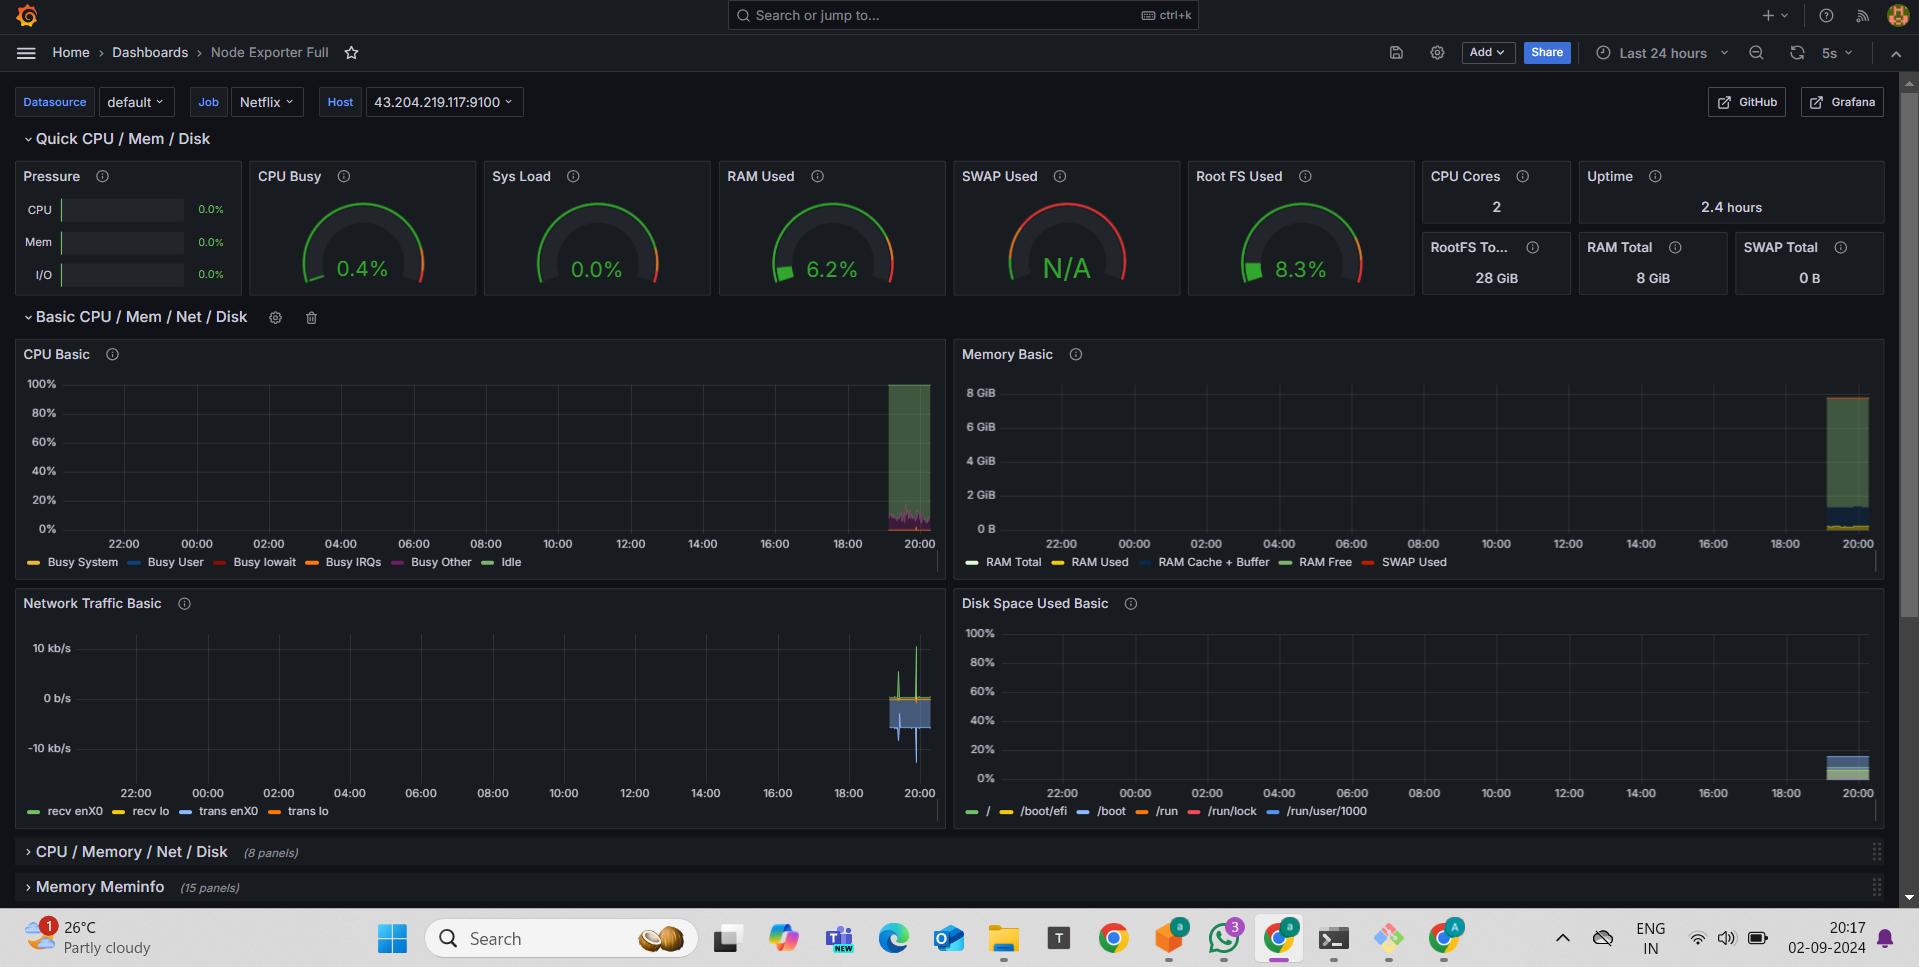 Search or jump to... ctrl+k
Home › Dashboards › Node Exporter Full
Add Share Last 24 hours 5s
Datasource default Job Netflix Host 43.204.219.117:9100 GitHub Grafana
Quick CPU / Mem / Disk
Pressure CPU Busy Sys Load RAM Used SWAP Used Root FS Used CPU Cores Uptime
CPU 0.0%
Mem 0.0%
I/O 0.0%
0.4% 0.0% 6.2% N/A 8.3%
2 2.4 hours
RootFS To... RAM Total SWAP Total
28 GiB 8 GiB 0 B
Basic CPU / Mem / Net / Disk
CPU Basic
100%
80%
60%
40%
20%
0%
22:00 00:00 02:00 04:00 06:00 08:00 10:00 12:00 14:00 16:00 18:00 20:00
Busy System Busy User Busy Iowait Busy IRQs Busy Other Idle
Memory Basic
8 GiB
6 GiB
4 GiB
2 GiB
0 B
22:00 00:00 02:00 04:00 06:00 08:00 10:00 12:00 14:00 16:00 18:00 20:00
RAM Total RAM Used RAM Cache + Buffer RAM Free SWAP Used
Network Traffic Basic
10 kb/s
0 b/s
-10 kb/s
22:00 00:00 02:00 04:00 06:00 08:00 10:00 12:00 14:00 16:00 18:00 20:00
recv enX0 recv lo trans enX0 trans lo
Disk Space Used Basic
100%
80%
60%
40%
20%
0%
22:00 00:00 02:00 04:00 06:00 08:00 10:00 12:00 14:00 16:00 18:00 20:00
/ /boot/efi /boot /run /run/lock /run/user/1000
CPU / Memory / Net / Disk (8 panels)
Memory Meminfo (15 panels)
1 26°C
Partly cloudy
Search
T NEW T a 3 a A
ENG
IN
20:17
02-09-2024